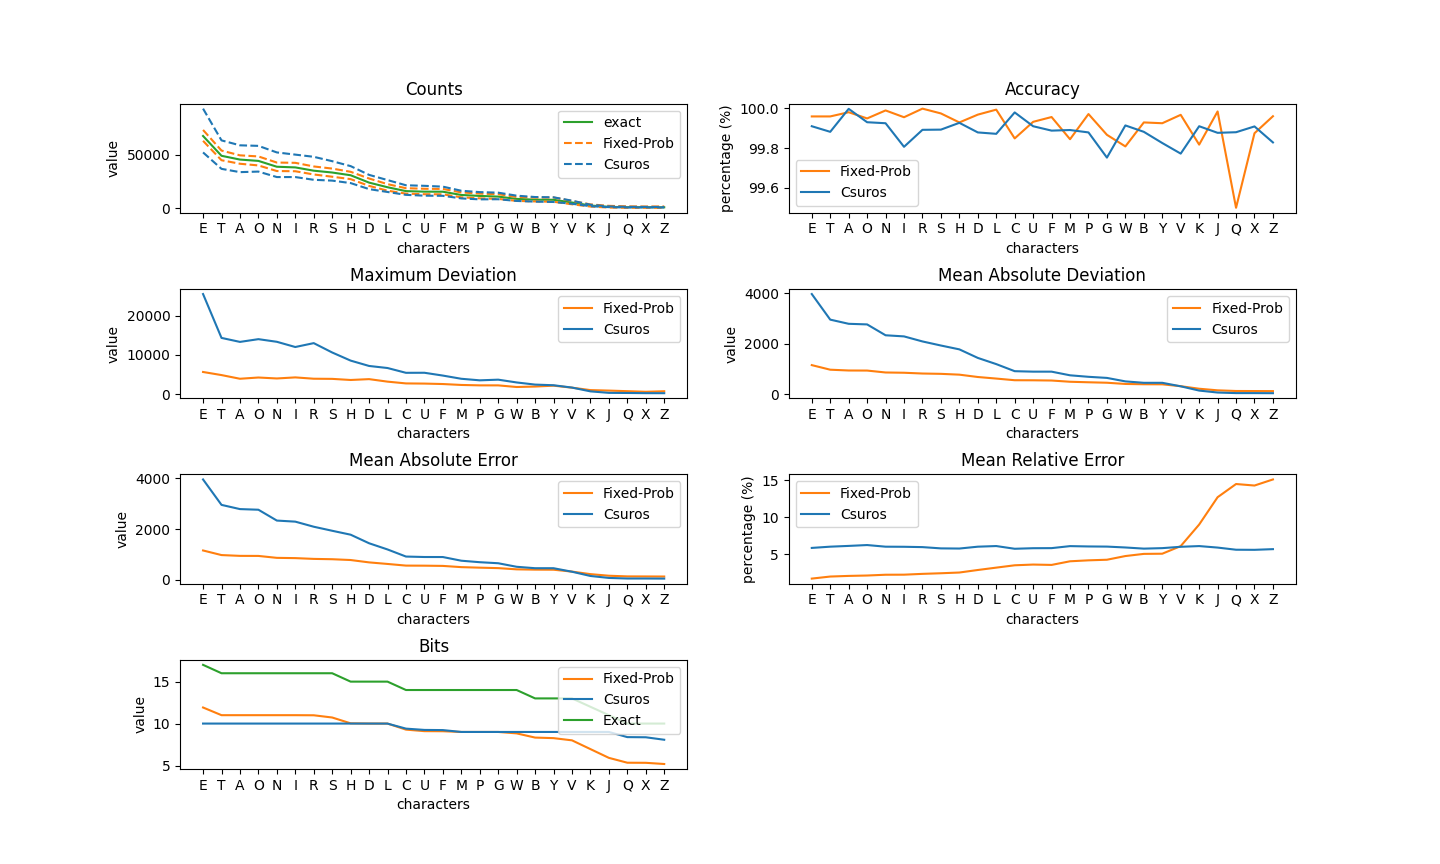 Counts
value
50000
0
exact
Fixed-Prob
Csuros
E T A O N I R S H D L C U F M P G W B Y V K J Q X Z
characters
Accuracy
percentage (%)
100.0
99.8
99.6
Fixed-Prob
Csuros
E T A O N I R S H D L C U F M P G W B Y V K J Q X Z
characters
Maximum Deviation
value
20000
10000
0
Fixed-Prob
Csuros
E T A O N I R S H D L C U F M P G W B Y V K J Q X Z
characters
Mean Absolute Deviation
value
4000
2000
0
Fixed-Prob
Csuros
E T A O N I R S H D L C U F M P G W B Y V K J Q X Z
characters
Mean Absolute Error
value
4000
2000
0
Fixed-Prob
Csuros
E T A O N I R S H D L C U F M P G W B Y V K J Q X Z
characters
Mean Relative Error
percentage (%)
15
10
5
Fixed-Prob
Csuros
E T A O N I R S H D L C U F M P G W B Y V K J Q X Z
characters
Bits
value
15
10
5
Fixed-Prob
Csuros
Exact
E T A O N I R S H D L C U F M P G W B Y V K J Q X Z
characters